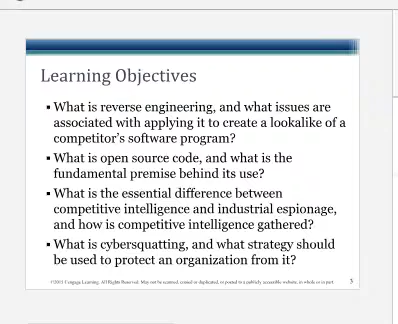 Learning Objectives
▪ What is reverse engineering, and what issues are
associated with applying it to create a lookalike of a
competitor's software program?
▪ What is open source code, and what is the
fundamental premise behind its use?
▪ What is the essential difference between
competitive intelligence and industrial espionage,
and how is competitive intelligence gathered?
▪ What is cybersquatting, and what strategy should
be used to protect an organization from it?
©2011 Cengage Learning. All Rights Reserved. May not be scanned, copied or duplicated, or posted to a publicly accessible website, in whole or in part. 3